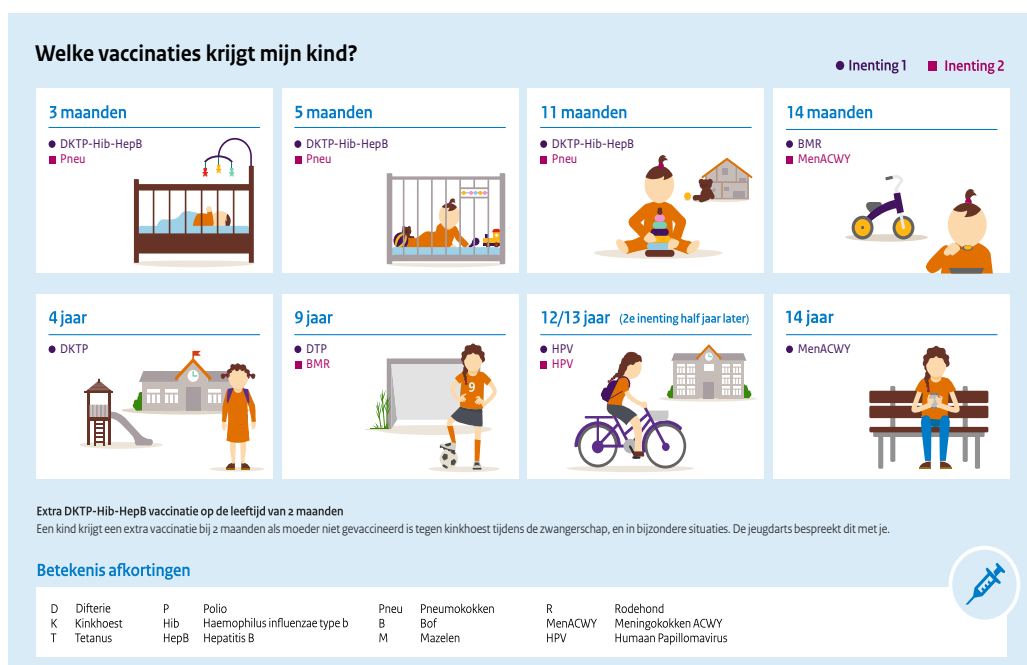 Welke vaccinaties krijgt mijn kind?
Inenting 1 Inenting 2
3 maanden
DKTP-Hib-HepB
Pneu
5 maanden
DKTP-Hib-HepB
Pneu
11 maanden
DKTP-Hib-HepB
Pneu
14 maanden
BMR
MenACWY
4 jaar
DKTP
9 jaar
DTP
BMR
9
12/13 jaar (2e inenting half jaar later)
HPV
HPV
14 jaar
MenACWY
Extra DKTP-Hib-HepB vaccinatie op de leeftijd van 2 maanden
Een kind krijgt een extra vaccinatie bij 2 maanden als moeder niet gevaccineerd is tegen kinkhoest tijdens de zwangerschap, en in bijzondere situaties. De jeugdarts bespreekt dit met je.
Betekenis afkortingen
D Difterie P Polio Pneu Pneumokokken R Rodehond
K Kinkhoest Hib Haemophilus influenzae type b B Bof MenACWY Meningokokken ACWY
T Tetanus HepB Hepatitis B M Mazelen HPV Humaan Papillomavirus